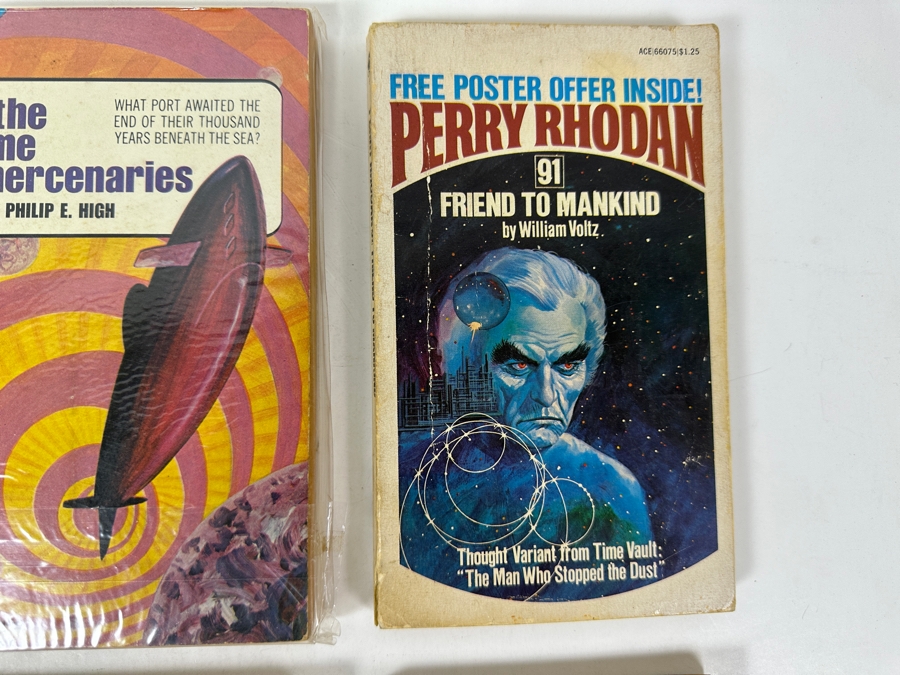 the
me
mercenaries
PHILIP E. HIGH
WHAT PORT AWAITED THE
END OF THEIR THOUSAND
YEARS BENEATH THE SEA?
ACE 66075 $1.25
FREE POSTER OFFER INSIDE!
PERRY RHODAN
91
FRIEND TO MANKIND
by William Voltz
Thought Variant from Time Vault:
"The Man Who Stopped the Dust"